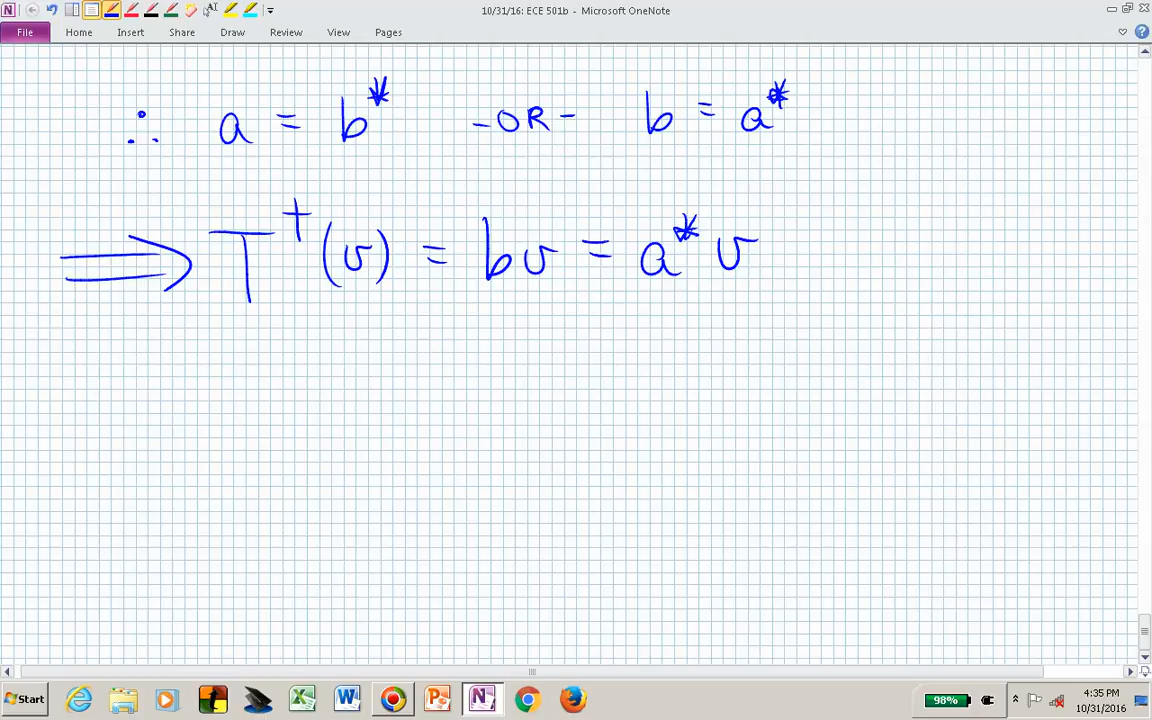 10/31/16: ECE 501b - Microsoft OneNote
File Home Insert Share Draw Review View Pages
∴ a = b* -OR- b = a*
⟹ T†(v) = bv = a* v
Start 98% 4:35 PM
10/31/2016